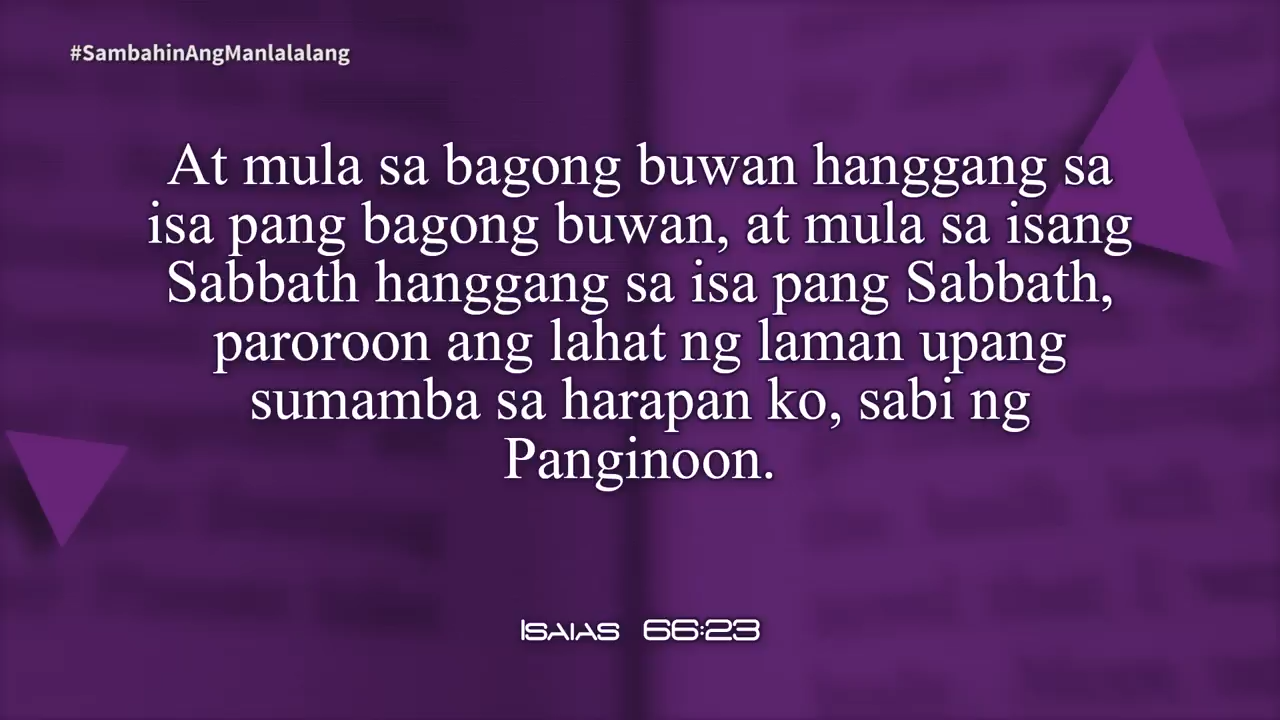 #SambahinAngManlalalang
At mula sa bagong buwan hanggang sa
isa pang bagong buwan, at mula sa isang
Sabbath hanggang sa isa pang Sabbath,
paroroon ang lahat ng laman upang
sumamba sa harapan ko, sabi ng
Panginoon.
Isaias 66:23